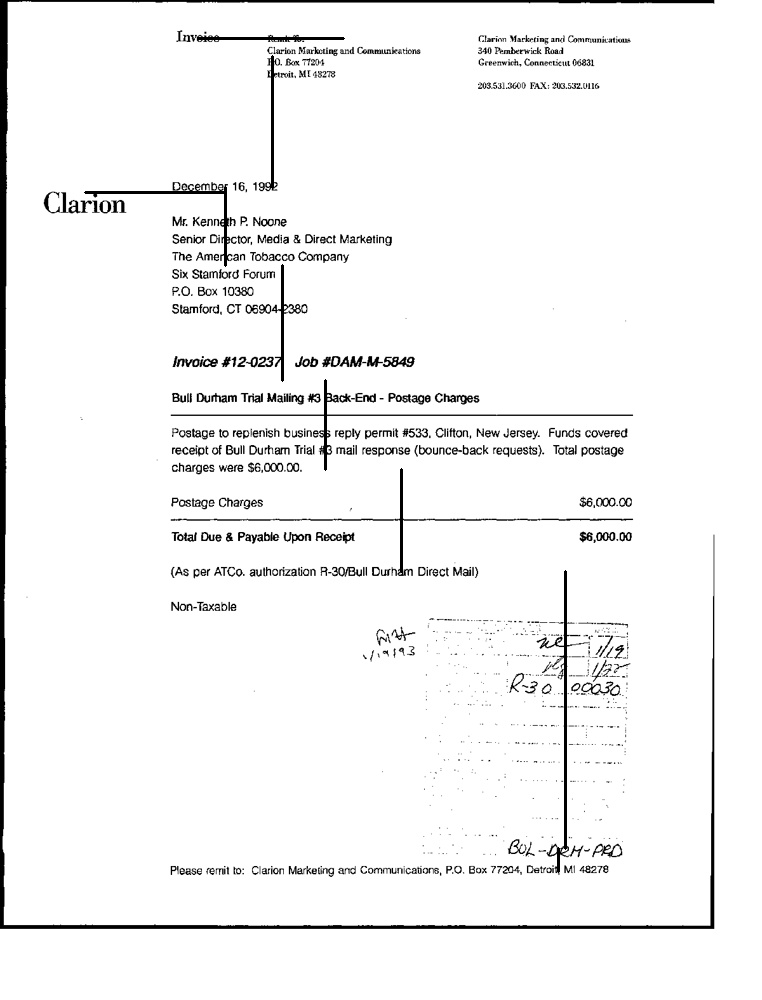 Invoice
Remit To:
Clarion Marketing and Communications
P.O. Box 77204
Detroit, MI 48278
Clarion Marketing and Communications
340 Pemberwick Road
Greenwich, Connecticut 06831
203.531.3600 FAX: 203.532.0116
December 16, 1992
Clarion
Mr. Kenneth P. Noone
Senior Director, Media & Direct Marketing
The American Tobacco Company
Six Stamford Forum
P.O. Box 10380
Stamford, CT 06904-2380
Invoice #12-0237 Job #DAM-M-5849
Bull Durham Trial Mailing #3 Back-End - Postage Charges
Postage to replenish business reply permit #533, Clifton, New Jersey. Funds covered
receipt of Bull Durham Trial #3 mail response (bounce-back requests). Total postage
charges were $6,000.00.
Postage Charges $6,000.00
Total Due & Payable Upon Receipt $6,000.00
(As per ATCo. authorization R-30/Bull Durham Direct Mail)
Non-Taxable
1/19/93
1/19
R-30 00030
BUL-DRH-PRD
Please remit to: Clarion Marketing and Communications, P.O. Box 77204, Detroit, MI 48278